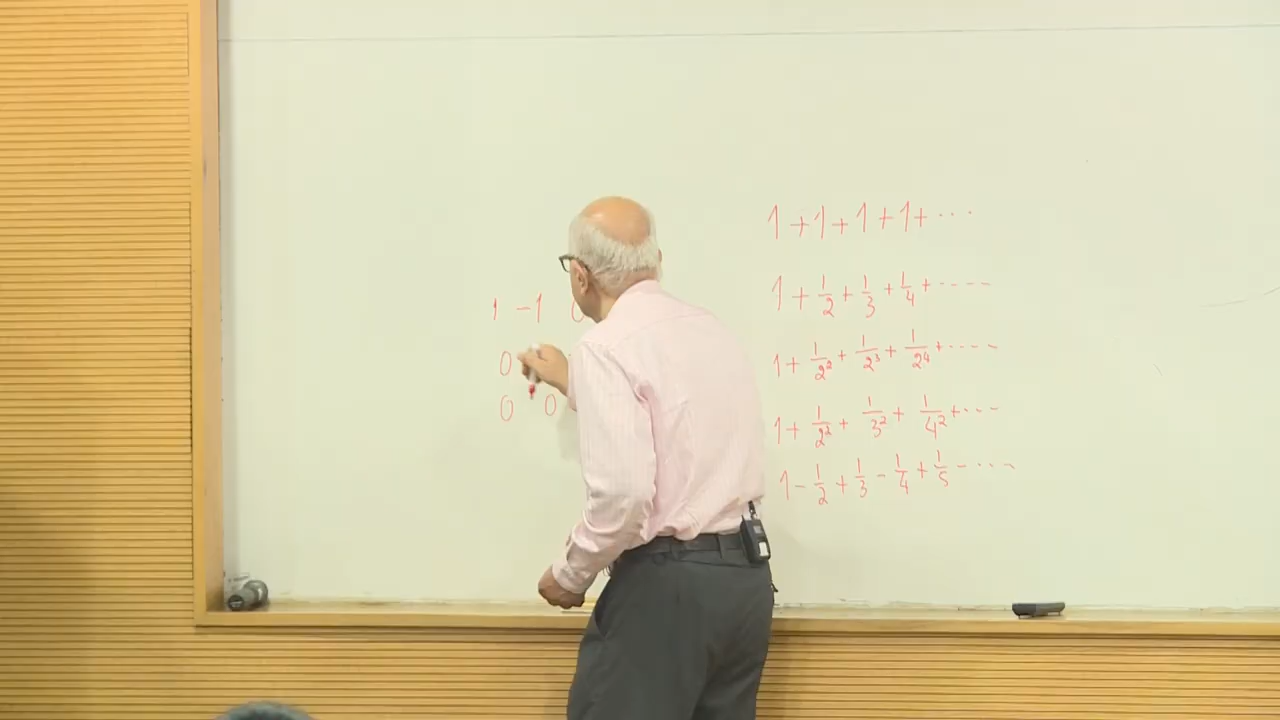 1 -1 0
0
0 0
1 + 1 + 1 + 1 + ...
1 + 1/2 + 1/3 + 1/4 + ....
1 + 1/2² + 1/2³ + 1/2⁴ + ....
1 + 1/2² + 1/3² + 1/4² + ...
1 - 1/2 + 1/3 - 1/4 + 1/5 - ....